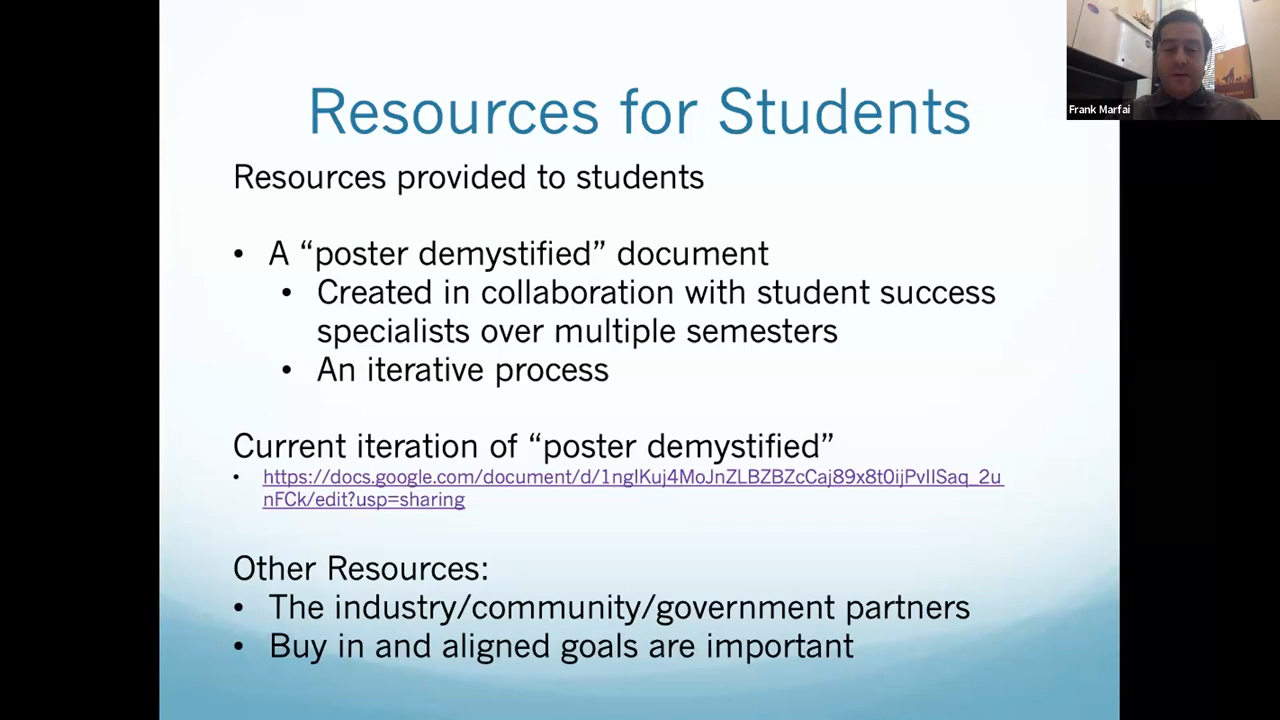 Resources for Students
Frank Marfai
Resources provided to students
• A “poster demystified” document
• Created in collaboration with student success
specialists over multiple semesters
• An iterative process
Current iteration of “poster demystified”
• https://docs.google.com/document/d/1ngIKuj4MoJnZLBZBZcCaj89x8t0ijPvIlSaq_2u
nFCk/edit?usp=sharing
Other Resources:
• The industry/community/government partners
• Buy in and aligned goals are important